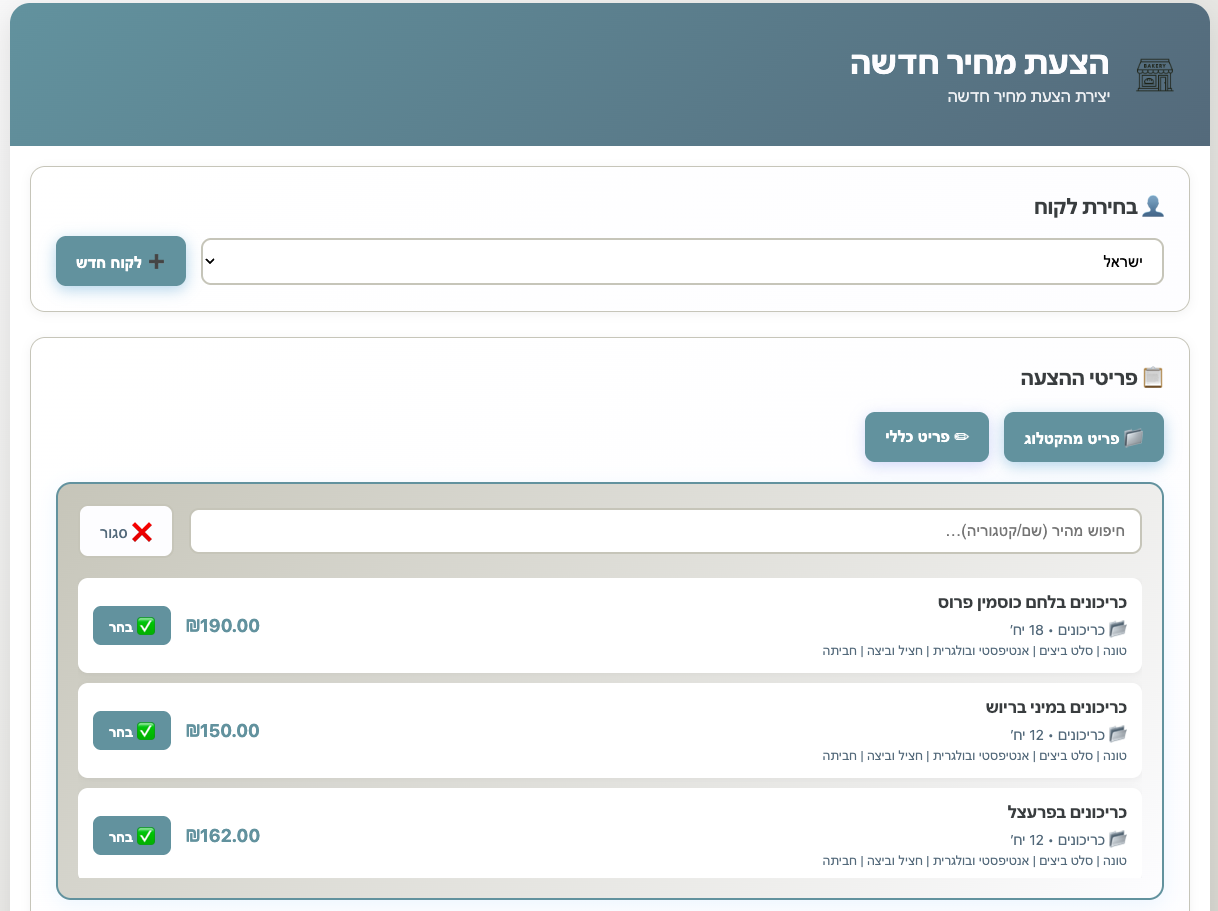 BAKERY
הצעת מחיר חדשה
יצירת הצעת מחיר חדשה
בחירת לקוח
ישראל
לקוח חדש
פריטי ההצעה
פריט מהקטלוג
פריט כללי
חיפוש מהיר (שם/קטגוריה)...
סגור
כריכונים בלחם כוסמין פרוס
כריכונים • 18 יח'
טונה | סלט ביצים | אנטיפסטי ובולגרית | חציל וביצה | חביתה
₪190.00
בחר
כריכונים במיני בריוש
כריכונים • 12 יח'
טונה | סלט ביצים | אנטיפסטי ובולגרית | חציל וביצה | חביתה
₪150.00
בחר
כריכונים בפרעצל
כריכונים • 12 יח'
טונה | סלט ביצים | אנטיפסטי ובולגרית | חציל וביצה | חביתה
₪162.00
בחר